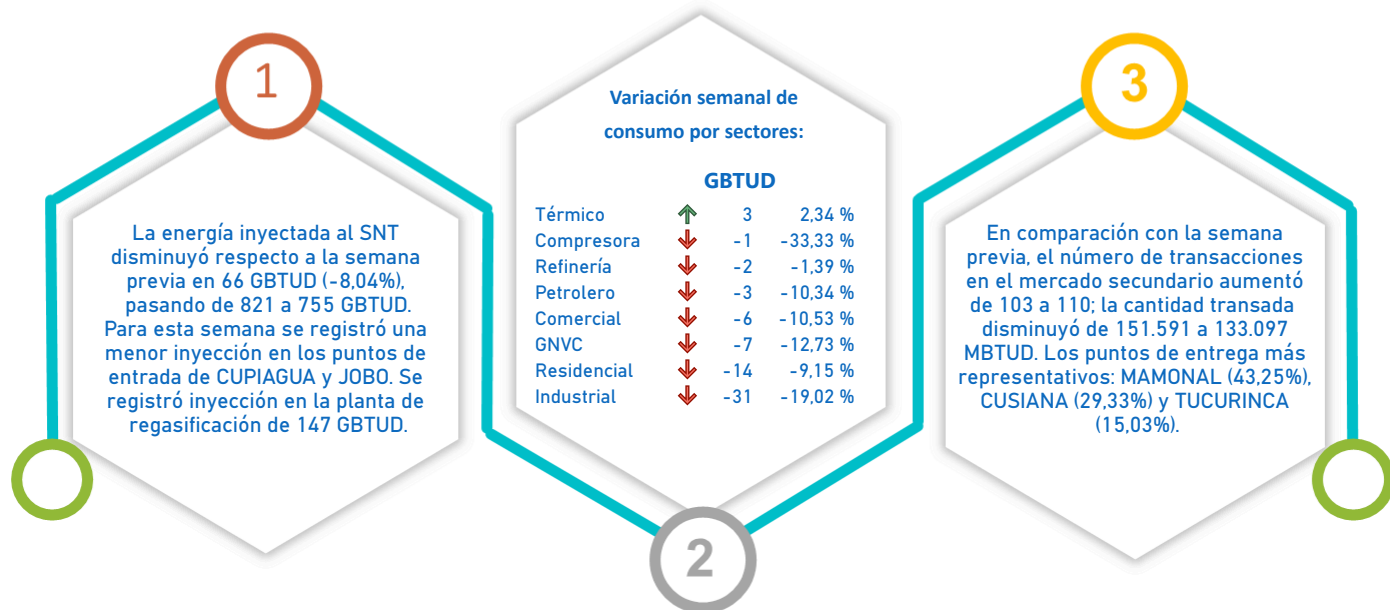 1
La energía inyectada al SNT
disminuyó respecto a la semana
previa en 66 GBTUD (-8,04%),
pasando de 821 a 755 GBTUD.
Para esta semana se registró una
menor inyección en los puntos de
entrada de CUPIAGUA y JOBO. Se
registró inyección en la planta de
regasificación de 147 GBTUD.
2
Variación semanal de
consumo por sectores:
GBTUD
Térmico 3 2,34 %
Compresora -1 -33,33 %
Refinería -2 -1,39 %
Petrolero -3 -10,34 %
Comercial -6 -10,53 %
GNVC -7 -12,73 %
Residencial -14 -9,15 %
Industrial -31 -19,02 %
3
En comparación con la semana
previa, el número de transacciones
en el mercado secundario aumentó
de 103 a 110; la cantidad transada
disminuyó de 151.591 a 133.097
MBTUD. Los puntos de entrega más
representativos: MAMONAL (43,25%),
CUSIANA (29,33%) y TUCURINCA
(15,03%).